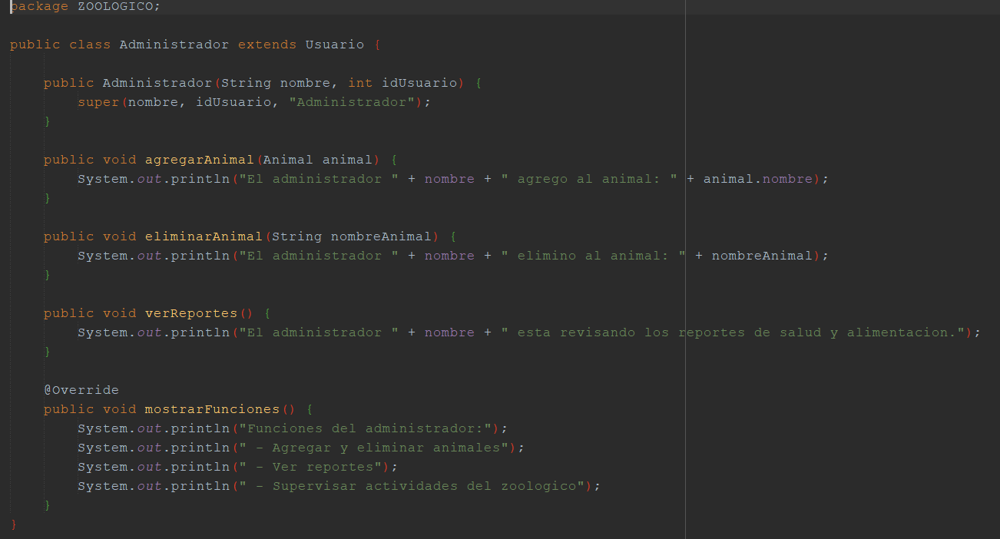 package ZOOLOGICO;
public class Administrador extends Usuario {
public Administrador(String nombre, int idUsuario) {
super(nombre, idUsuario, "Administrador");
}
public void agregarAnimal(Animal animal) {
System.out.println("El administrador " + nombre + " agrego al animal: " + animal.nombre);
}
public void eliminarAnimal(String nombreAnimal) {
System.out.println("El administrador " + nombre + " elimino al animal: " + nombreAnimal);
}
public void verReportes() {
System.out.println("El administrador " + nombre + " esta revisando los reportes de salud y alimentacion.");
}
@Override
public void mostrarFunciones() {
System.out.println("Funciones del administrador:");
System.out.println(" - Agregar y eliminar animales");
System.out.println(" - Ver reportes");
System.out.println(" - Supervisar actividades del zoologico");
}
}